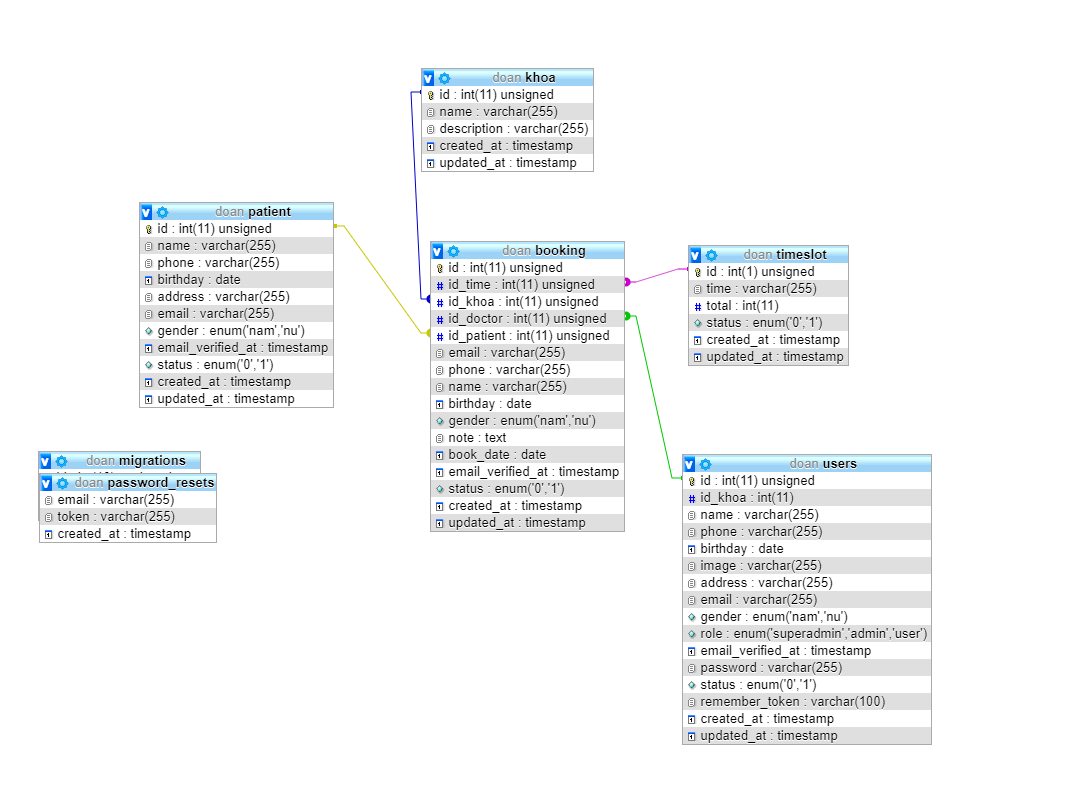 doan khoa
id : int(11) unsigned
name : varchar(255)
description : varchar(255)
created_at : timestamp
updated_at : timestamp
doan patient
id : int(11) unsigned
name : varchar(255)
phone : varchar(255)
birthday : date
address : varchar(255)
email : varchar(255)
gender : enum('nam','nu')
email_verified_at : timestamp
status : enum('0','1')
created_at : timestamp
updated_at : timestamp
doan booking
id : int(11) unsigned
id_time : int(11) unsigned
id_khoa : int(11) unsigned
id_doctor : int(11) unsigned
id_patient : int(11) unsigned
email : varchar(255)
phone : varchar(255)
name : varchar(255)
birthday : date
gender : enum('nam','nu')
note : text
book_date : date
email_verified_at : timestamp
status : enum('0','1')
created_at : timestamp
updated_at : timestamp
doan timeslot
id : int(1) unsigned
time : varchar(255)
total : int(11)
status : enum('0','1')
created_at : timestamp
updated_at : timestamp
doan migrations
doan password_resets
email : varchar(255)
token : varchar(255)
created_at : timestamp
doan users
id : int(11) unsigned
id_khoa : int(11)
name : varchar(255)
phone : varchar(255)
birthday : date
image : varchar(255)
address : varchar(255)
email : varchar(255)
gender : enum('nam','nu')
role : enum('superadmin','admin','user')
email_verified_at : timestamp
password : varchar(255)
status : enum('0','1')
remember_token : varchar(100)
created_at : timestamp
updated_at : timestamp